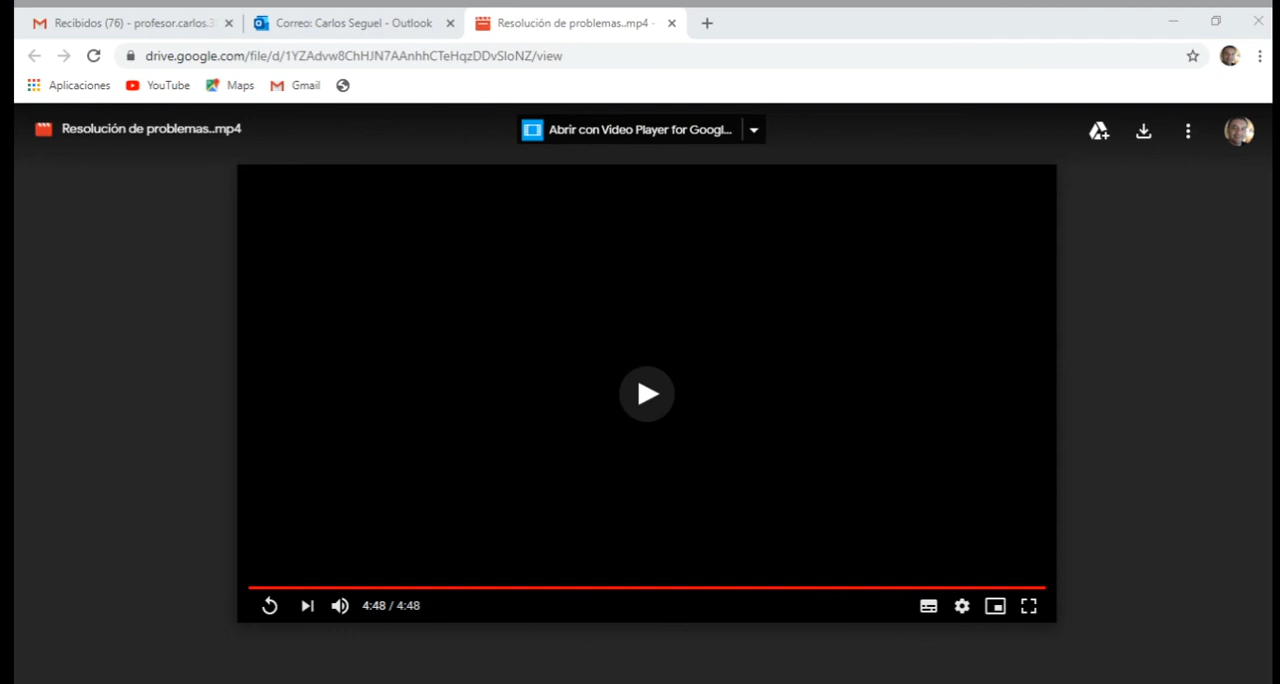 Recibidos (76) - profesor.carlos.3
Correo: Carlos Seguel - Outlook
Resolución de problemas..mp4 -
drive.google.com/file/d/1YZAdvw8ChHJN7AAnhhCTeHqzDDvSIoNZ/view
Aplicaciones
YouTube
Maps
Gmail
Resolución de problemas..mp4
Abrir con Video Player for Googl...
4:48 / 4:48